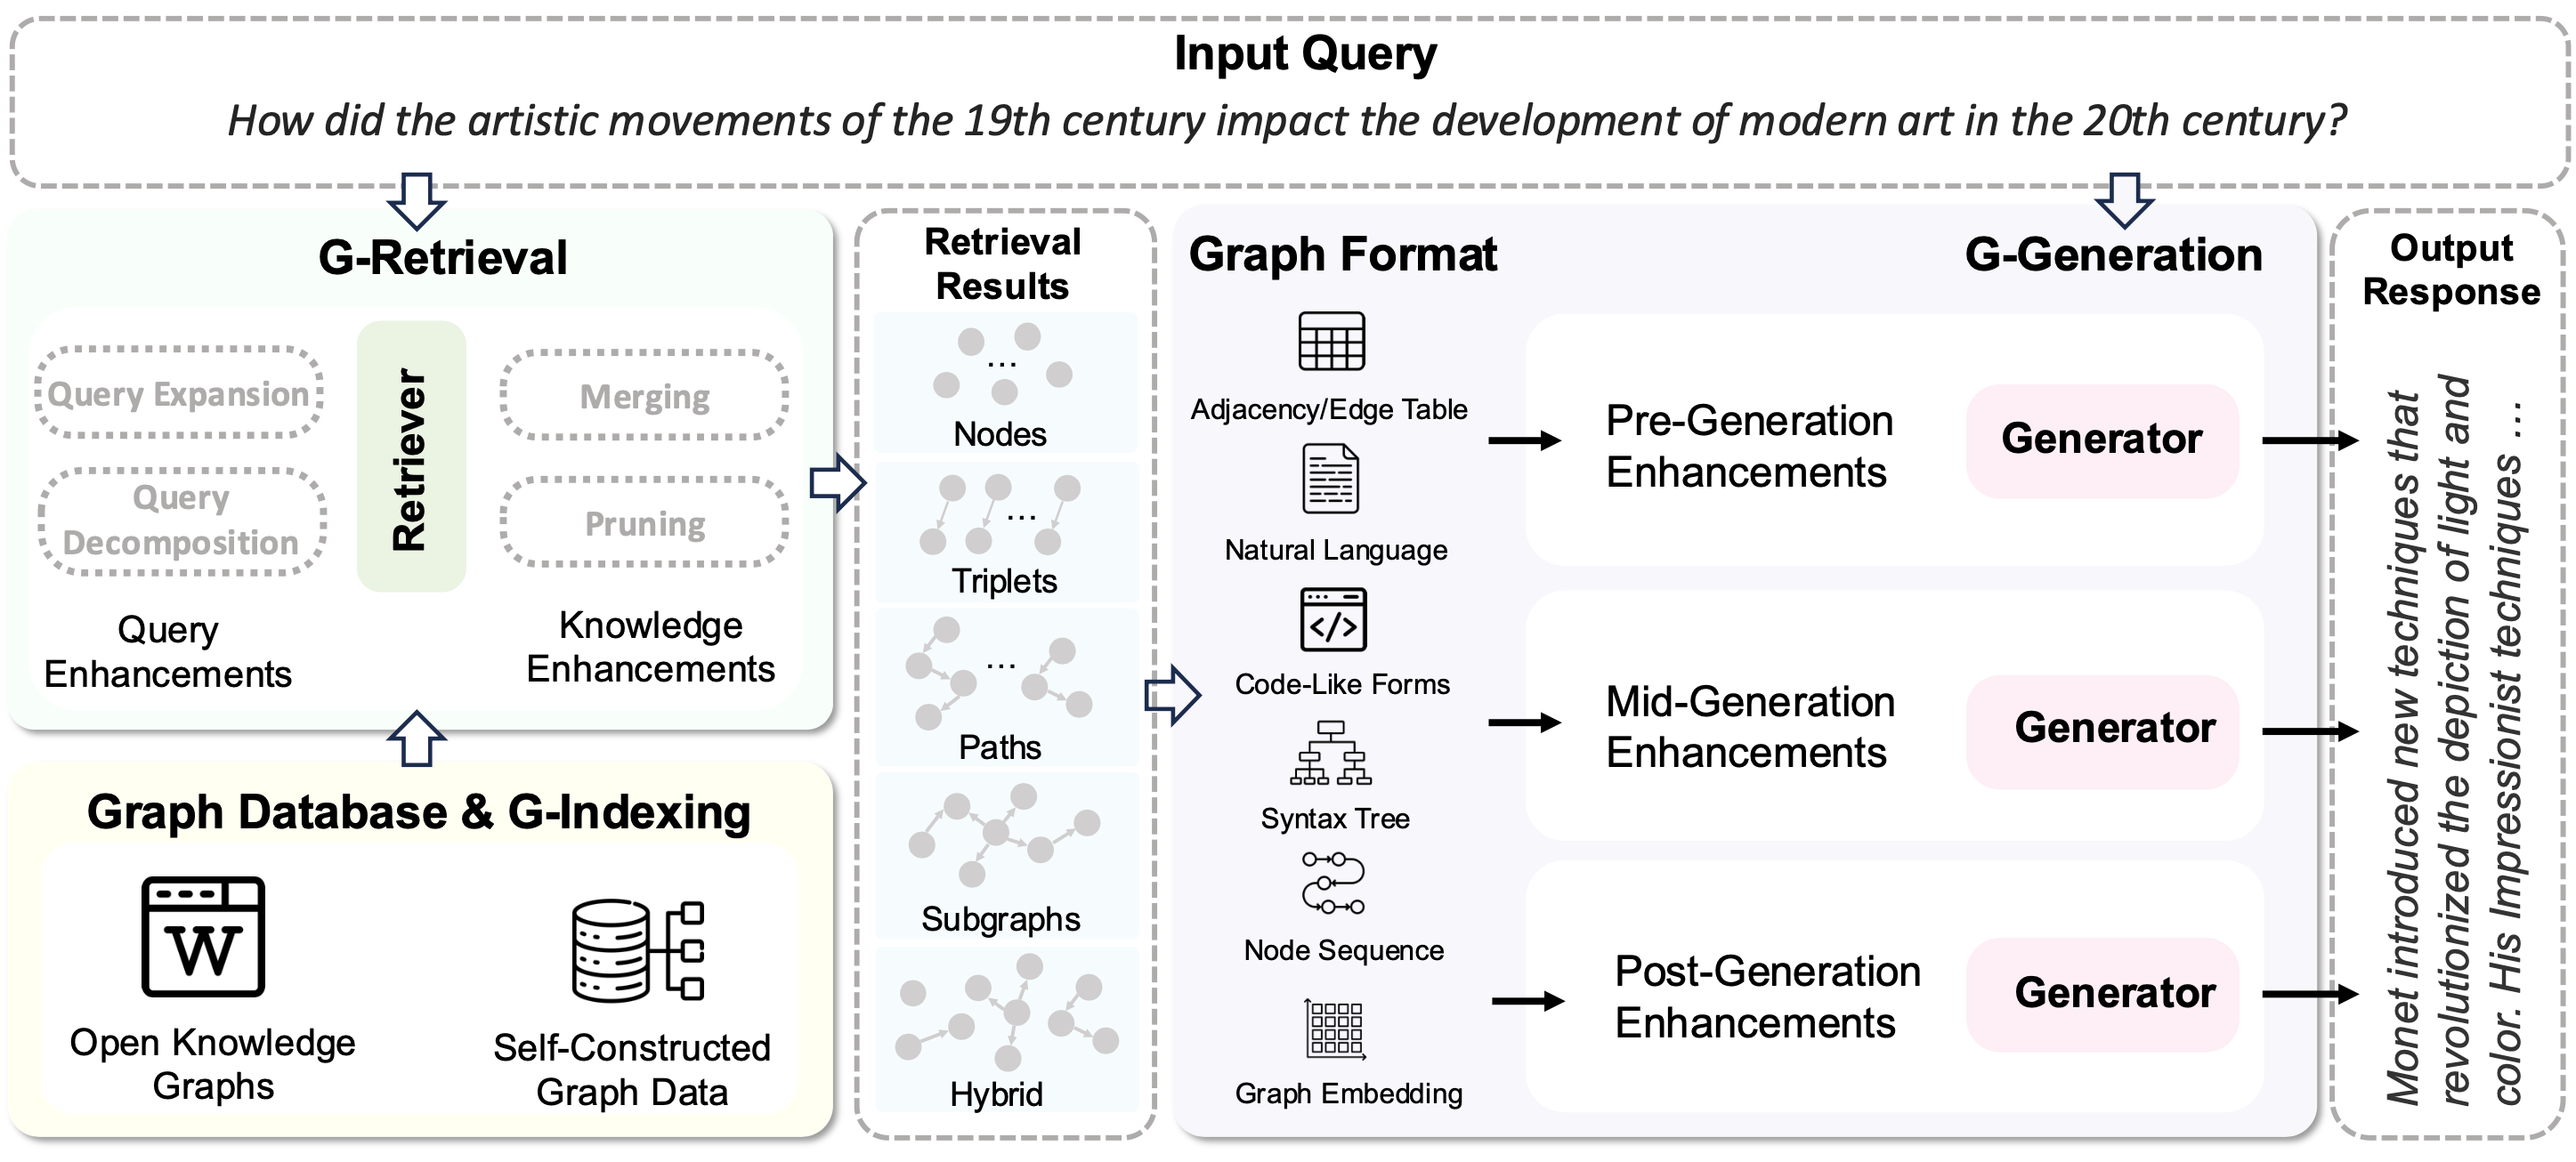 Input Query
How did the artistic movements of the 19th century impact the development of modern art in the 20th century?
G-Retrieval
Query Expansion
Query
Decomposition
Query
Enhancements
Retriever
Merging
Pruning
Knowledge
Enhancements
Graph Database & G-Indexing
W
Open Knowledge
Graphs
Self-Constructed
Graph Data
Retrieval
Results
...
Nodes
...
Triplets
...
Paths
Subgraphs
Hybrid
Graph Format
Adjacency/Edge Table
Natural Language
</>
Code-Like Forms
Syntax Tree
Node Sequence
Graph Embedding
G-Generation
Pre-Generation
Enhancements
Generator
Mid-Generation
Enhancements
Generator
Post-Generation
Enhancements
Generator
Output
Response
Monet introduced new techniques that
revolutionized the depiction of light and
color. His Impressionist techniques ...